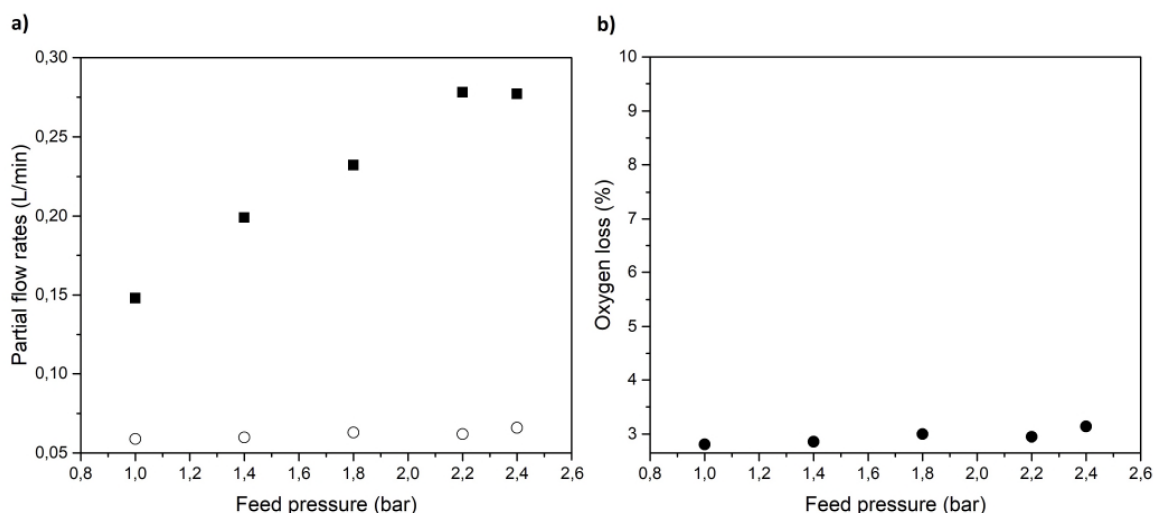 a)
0,30
0,25
0,20
0,15
0,10
0,05
Partial flow rates (L/min)
0,8 1,0 1,2 1,4 1,6 1,8 2,0 2,2 2,4 2,6
Feed pressure (bar)
b)
10
9
8
7
6
5
4
3
Oxygen loss (%)
0,8 1,0 1,2 1,4 1,6 1,8 2,0 2,2 2,4 2,6
Feed pressure (bar)